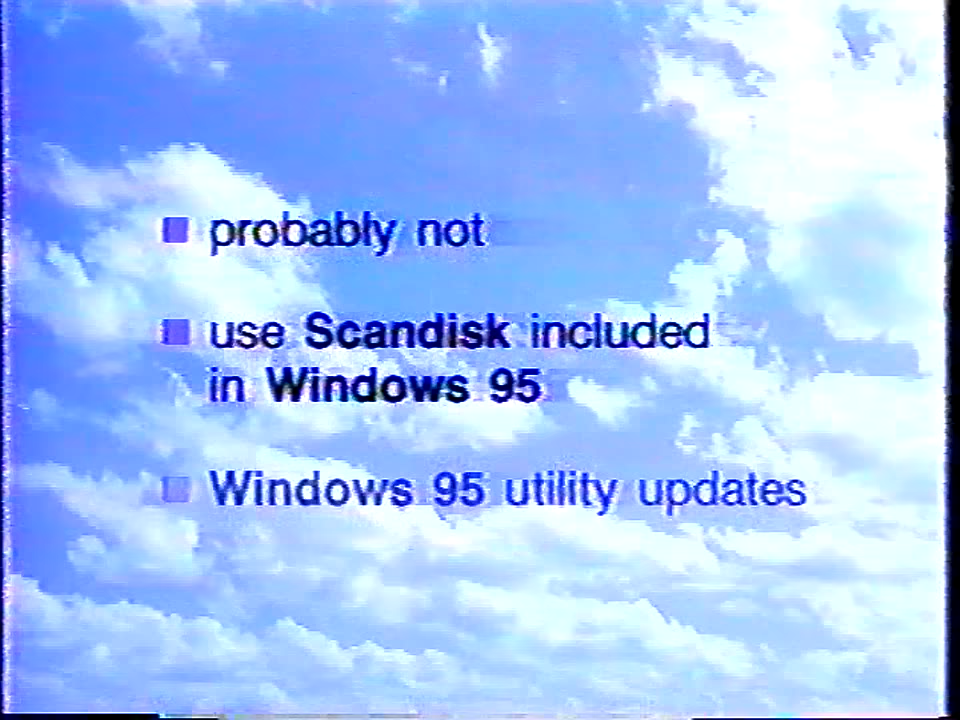 probably not
use Scandisk included
in Windows 95
Windows 95 utility updates